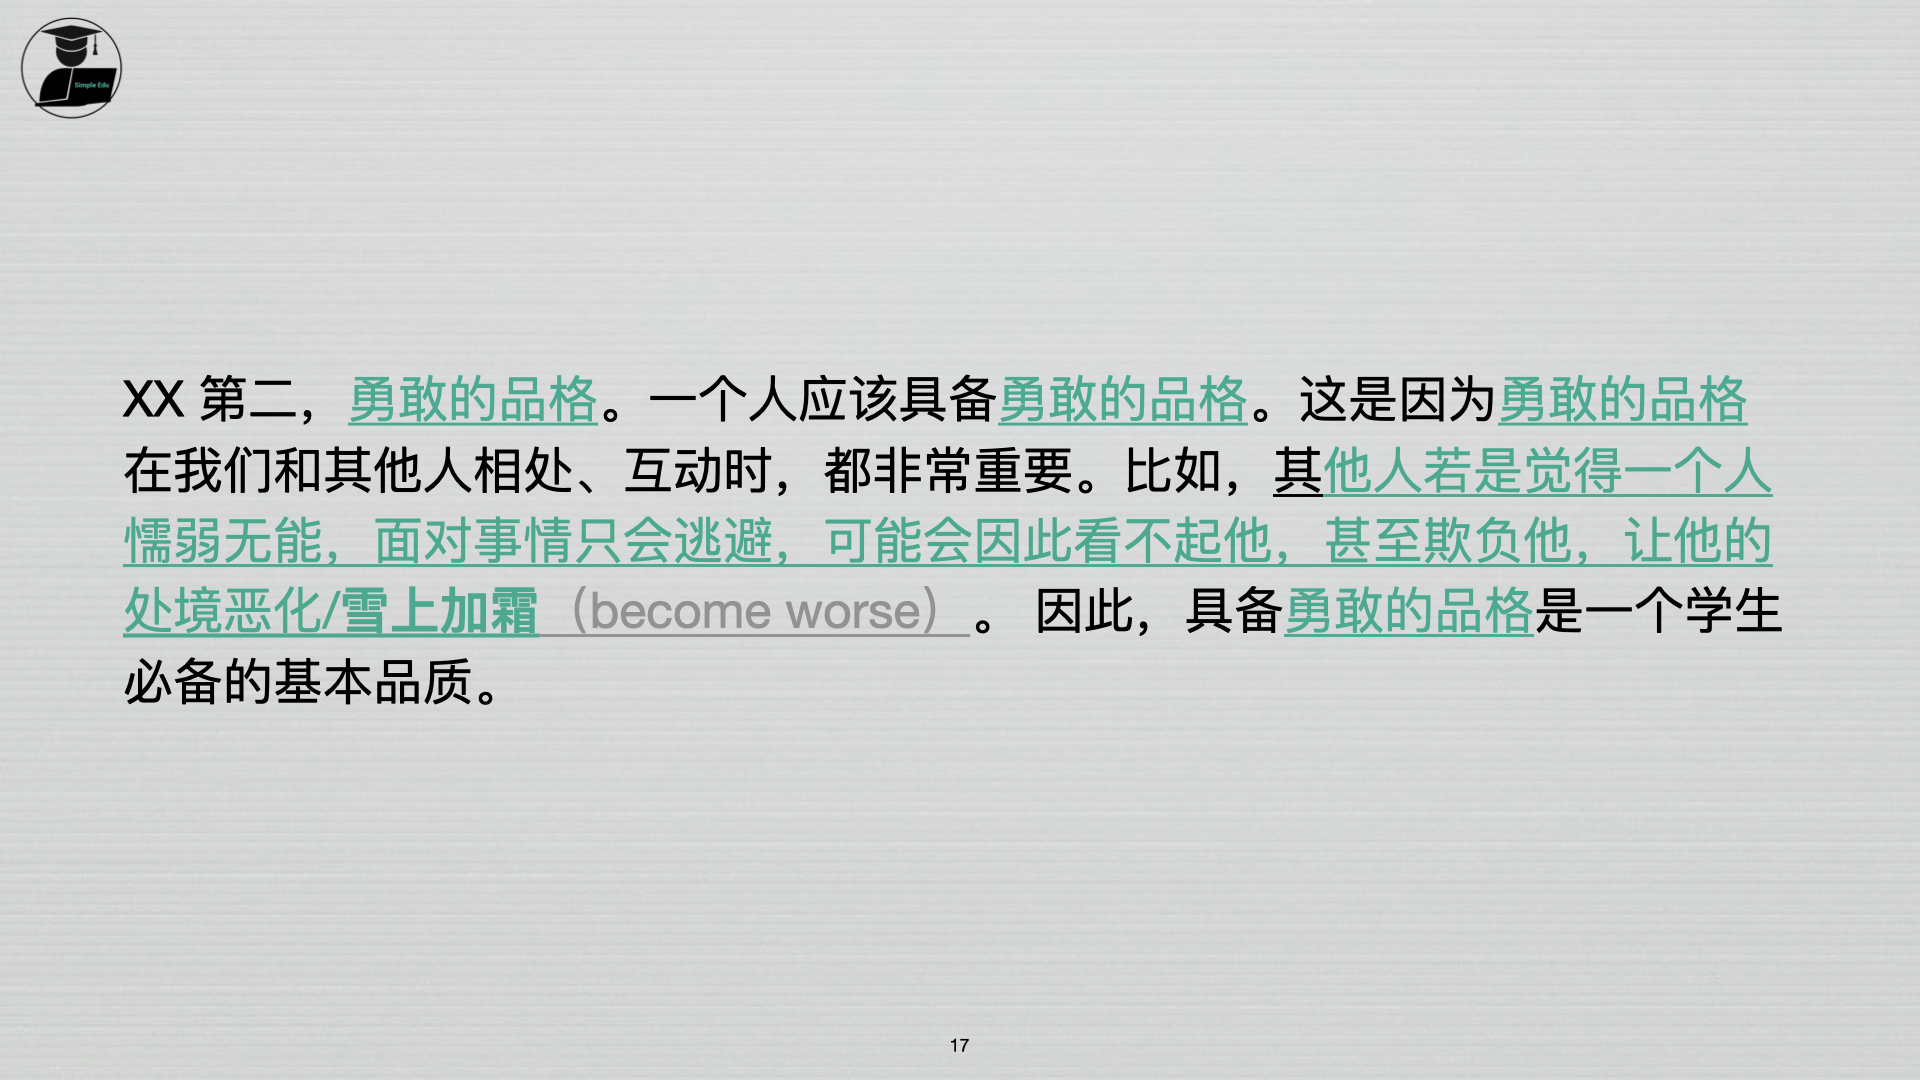 Simple Edu
XX 第二，勇敢的品格。一个人应该具备勇敢的品格。这是因为勇敢的品格
在我们和其他人相处、互动时，都非常重要。比如，其他人若是觉得一个人
懦弱无能，面对事情只会逃避，可能会因此看不起他，甚至欺负他，让他的
处境恶化/雪上加霜（become worse）。 因此，具备勇敢的品格是一个学生
必备的基本品质。
17